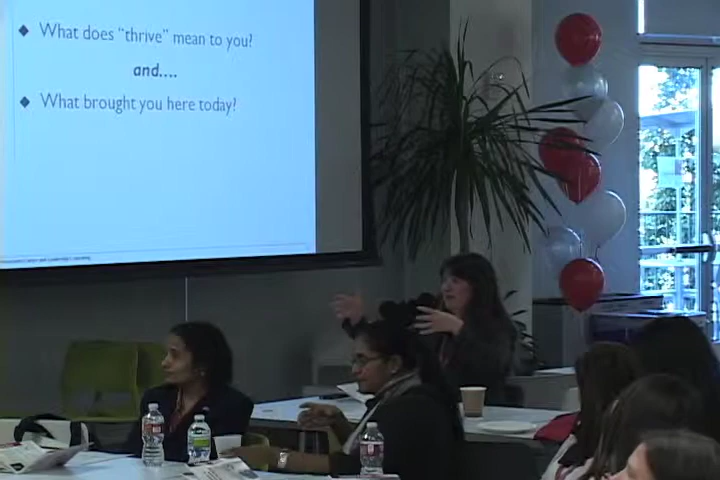 What does "thrive" mean to you?
and....
What brought you here today?